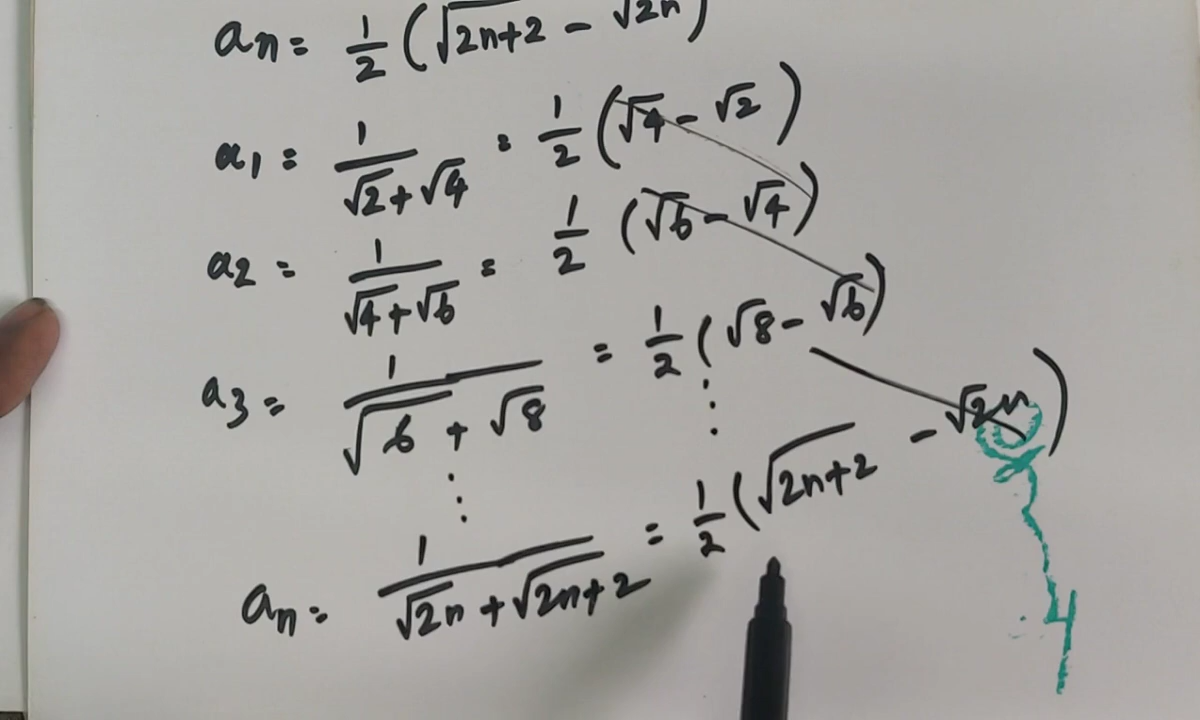 an = 1/2 (√2n+2 - √2n)
a1 = 1/(√2+√4) = 1/2 (√4 - √2)
a2 = 1/(√4+√6) = 1/2 (√6 - √4)
a3 = 1/(√6 + √8) = 1/2 (√8 - √6)
⋮ ⋮
an = 1/(√2n + √2n+2) = 1/2 (√2n+2 - √2n)